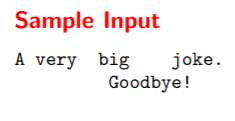 Sample Input
A very  big    joke.
         Goodbye!